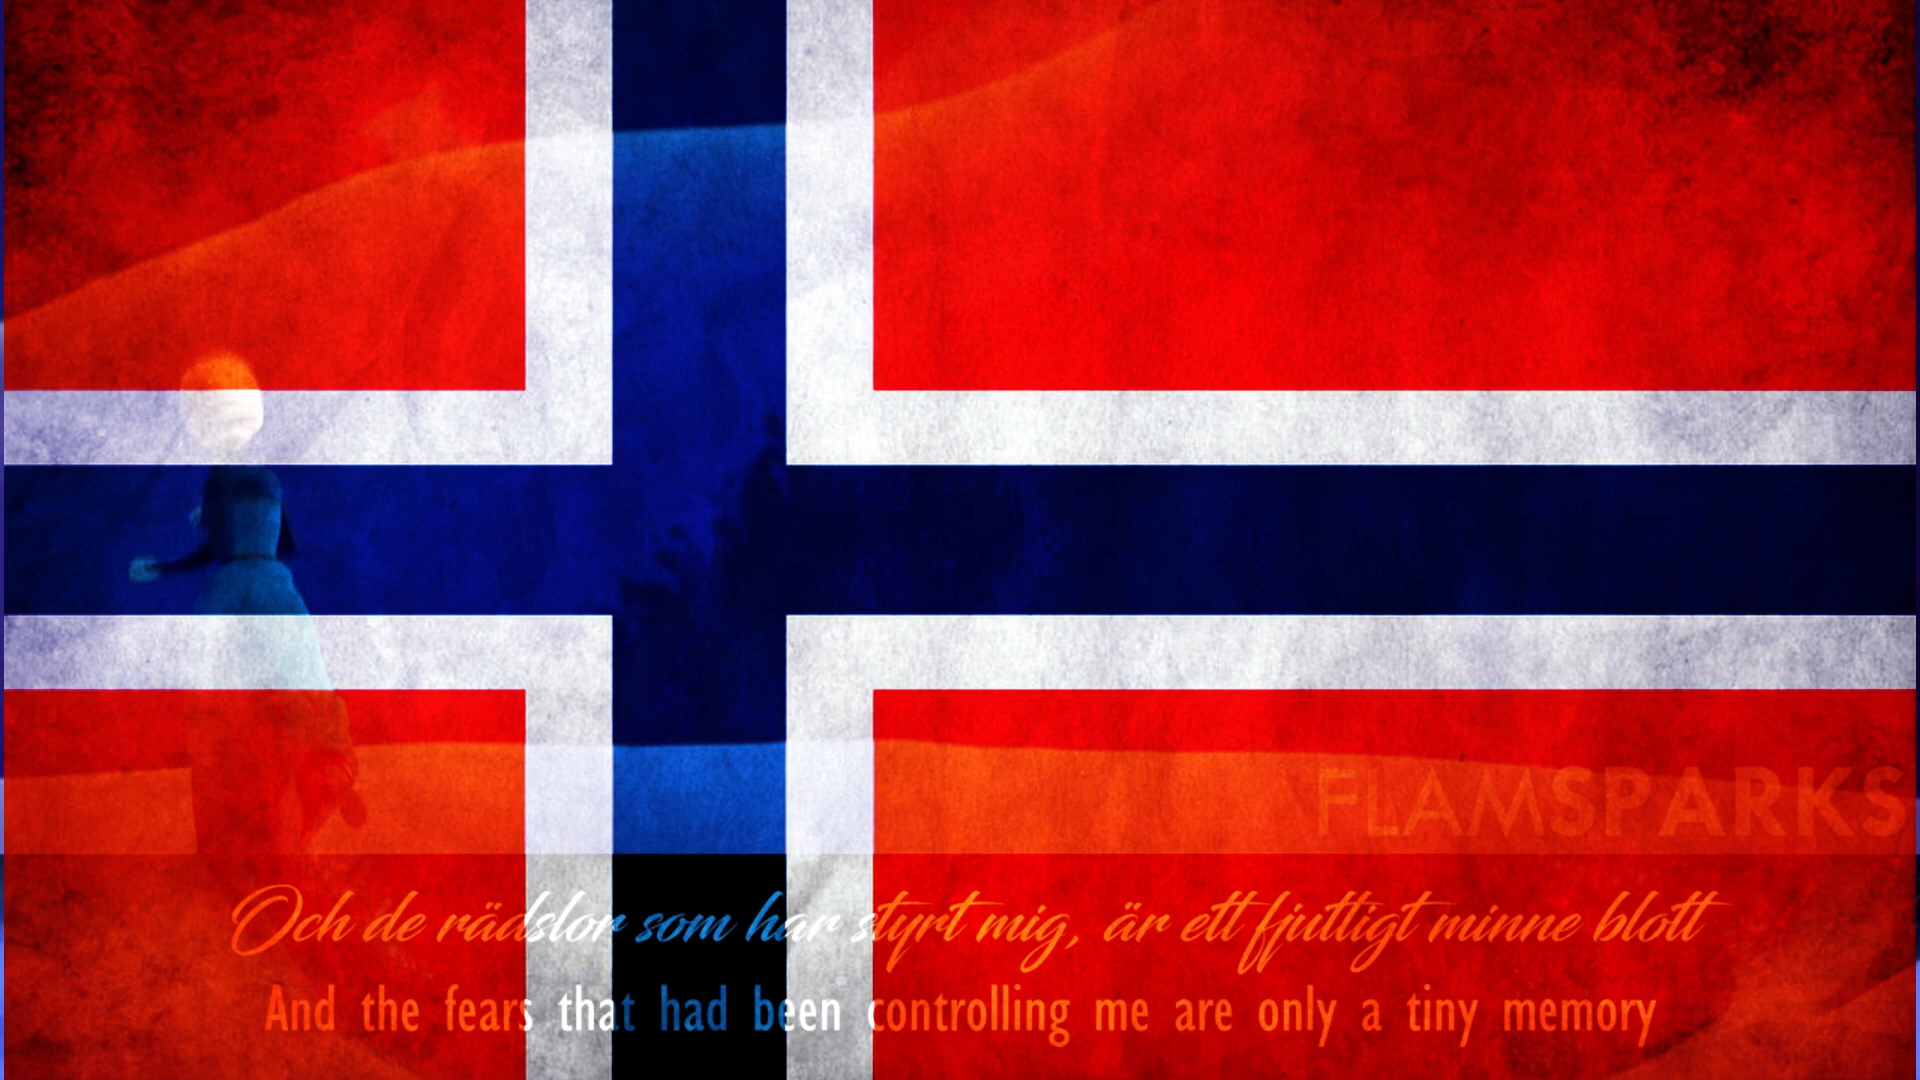 FLAMSPARKS
Och de rädslor som har styrt mig, är ett fjuttigt minne blott
And the fears that had been controlling me are only a tiny memory